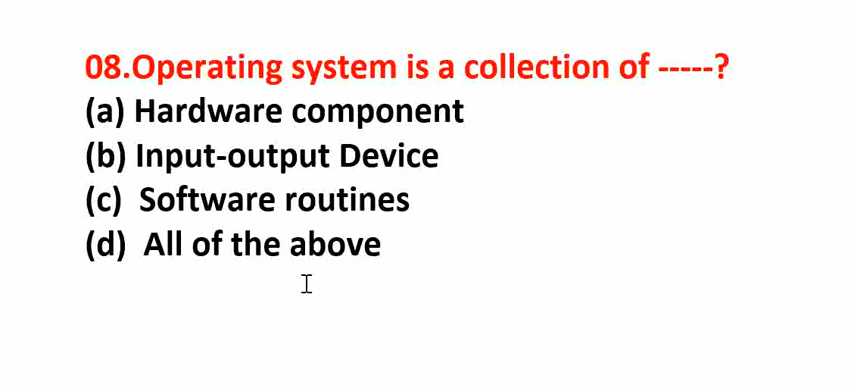 08.Operating system is a collection of -----?
(a) Hardware component
(b) Input-output Device
(c) Software routines
(d) All of the above